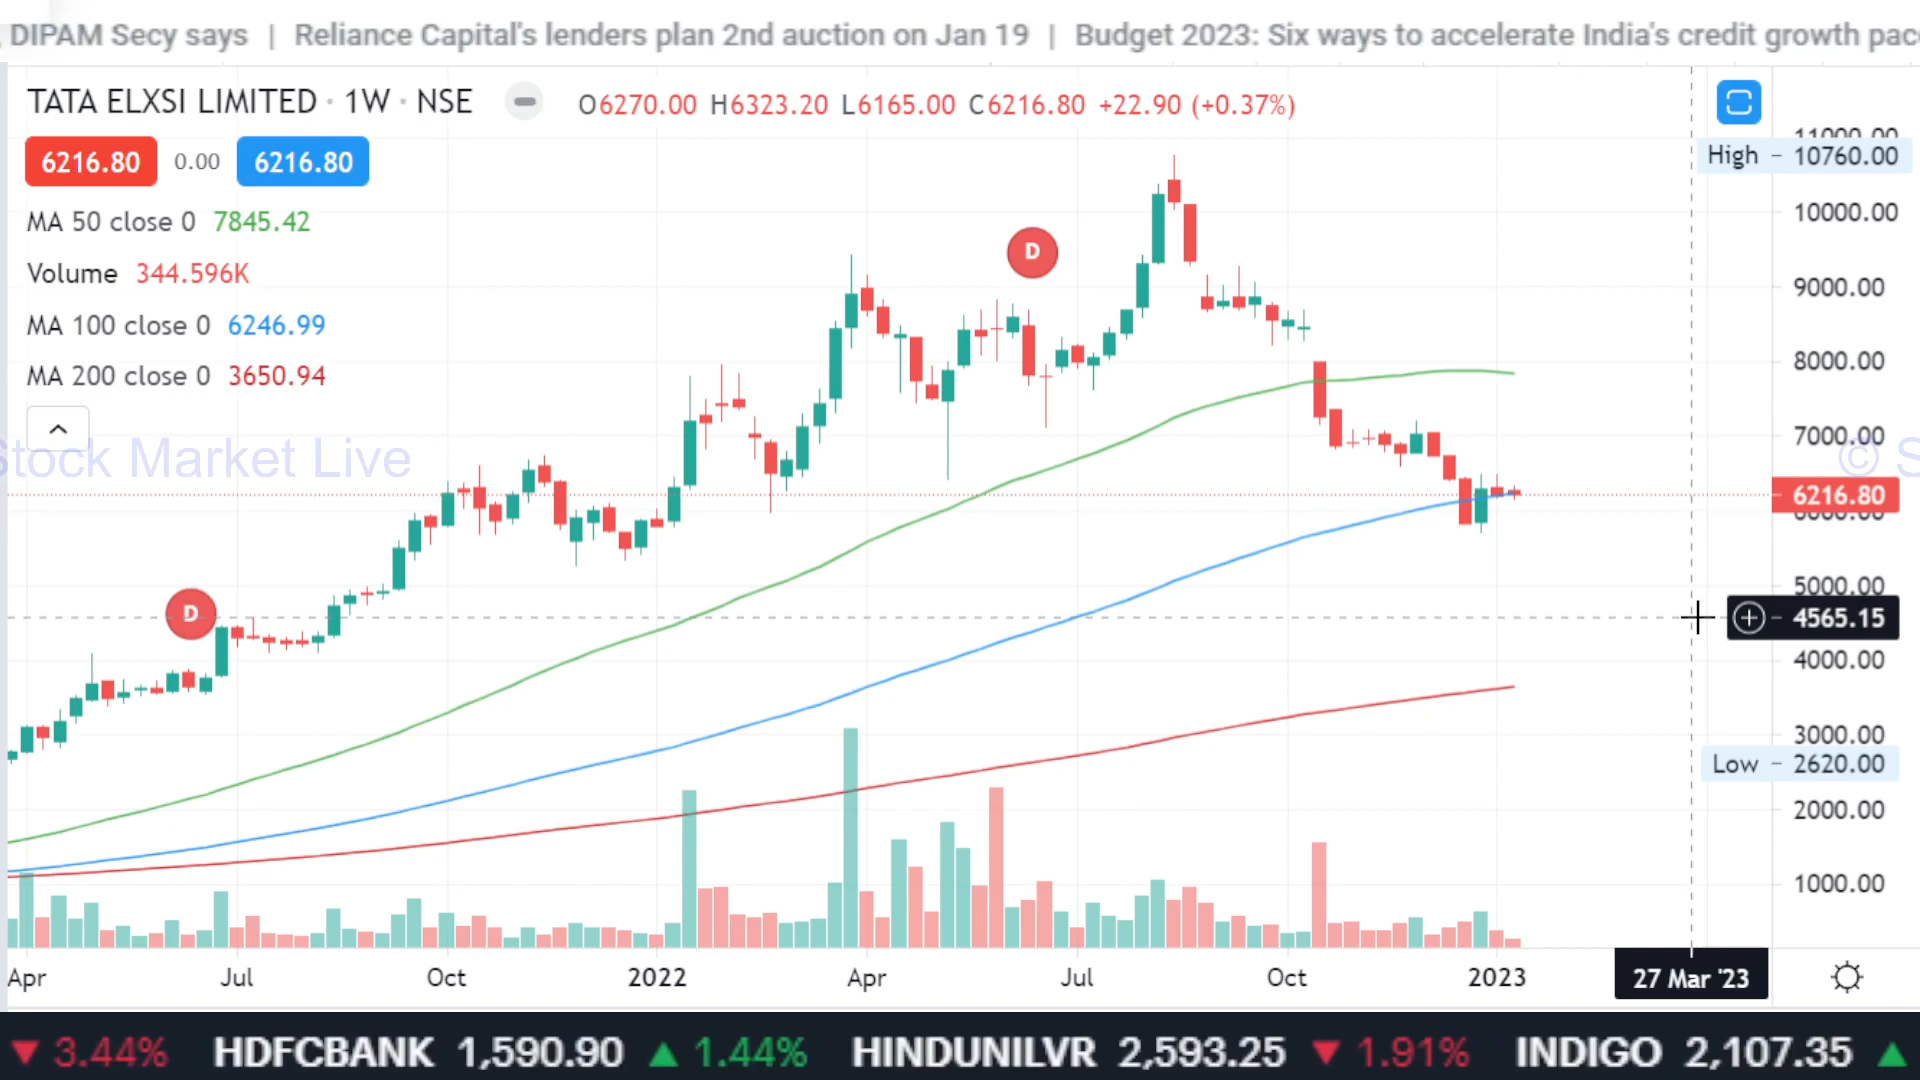 DIPAM Secy says | Reliance Capital's lenders plan 2nd auction on Jan 19 | Budget 2023: Six ways to accelerate India's credit growth pac
TATA ELXSI LIMITED · 1W · NSE O6270.00 H6323.20 L6165.00 C6216.80 +22.90 (+0.37%)
11000.00
High - 10760.00
6216.80 0.00 6216.80
10000.00
MA 50 close 0 7845.42
D
Volume 344.596K
9000.00
MA 100 close 0 6246.99
8000.00
MA 200 close 0 3650.94
7000.00
Stock Market Live
© S
6216.80
6000.00
5000.00
D
4565.15
4000.00
3000.00
Low - 2620.00
2000.00
1000.00
Apr Jul Oct 2022 Apr Jul Oct 2023 27 Mar '23
▼ 3.44% HDFCBANK 1,590.90 ▲ 1.44% HINDUNILVR 2,593.25 ▼ 1.91% INDIGO 2,107.35 ▲